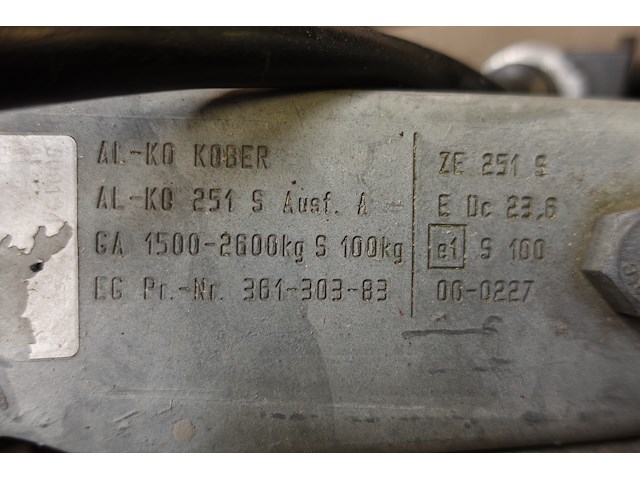 AL-KO KOBER
AL-KO 251 S Ausf. A
GA 1500-2600kg S 100kg
EG Pr.-Nr. 361-303-83
ZE 251 S
E Dc 23,6
e1 S 100
00-0227